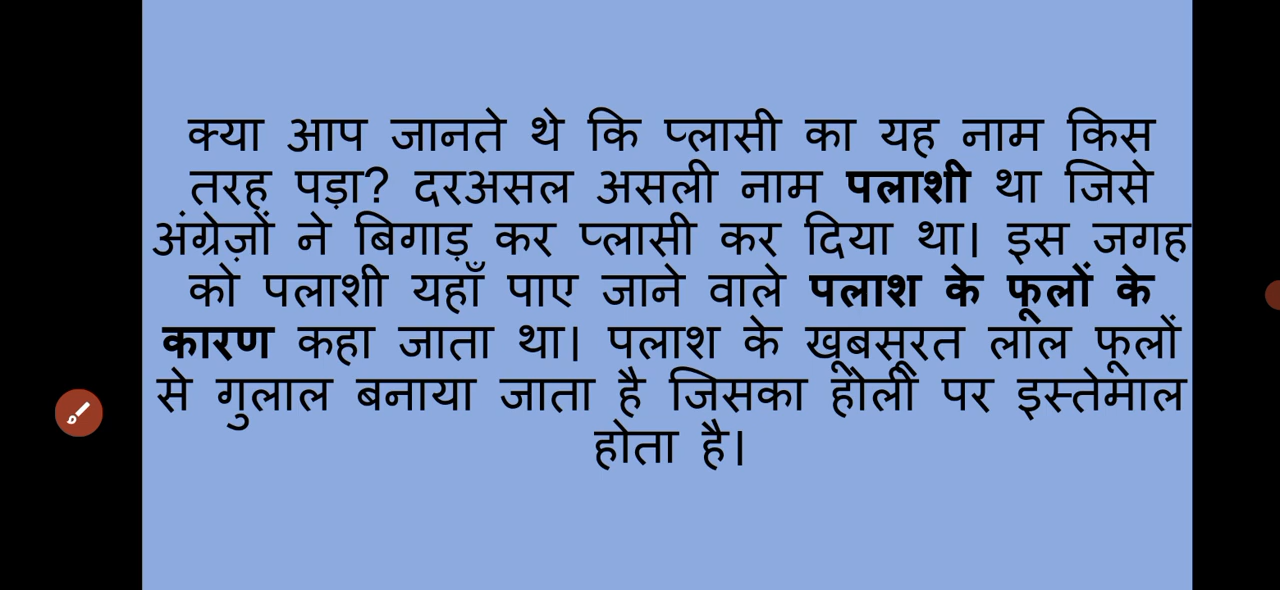 क्या आप जानते थे कि प्लासी का यह नाम किस
तरह पड़ा? दरअसल असली नाम पलाशी था जिसे
अंग्रेज़ों ने बिगाड़ कर प्लासी कर दिया था। इस जगह
को पलाशी यहाँ पाए जाने वाले पलाश के फूलों के
कारण कहा जाता था। पलाश के खूबसूरत लाल फूलों
से गुलाल बनाया जाता है जिसका होली पर इस्तेमाल
होता है।